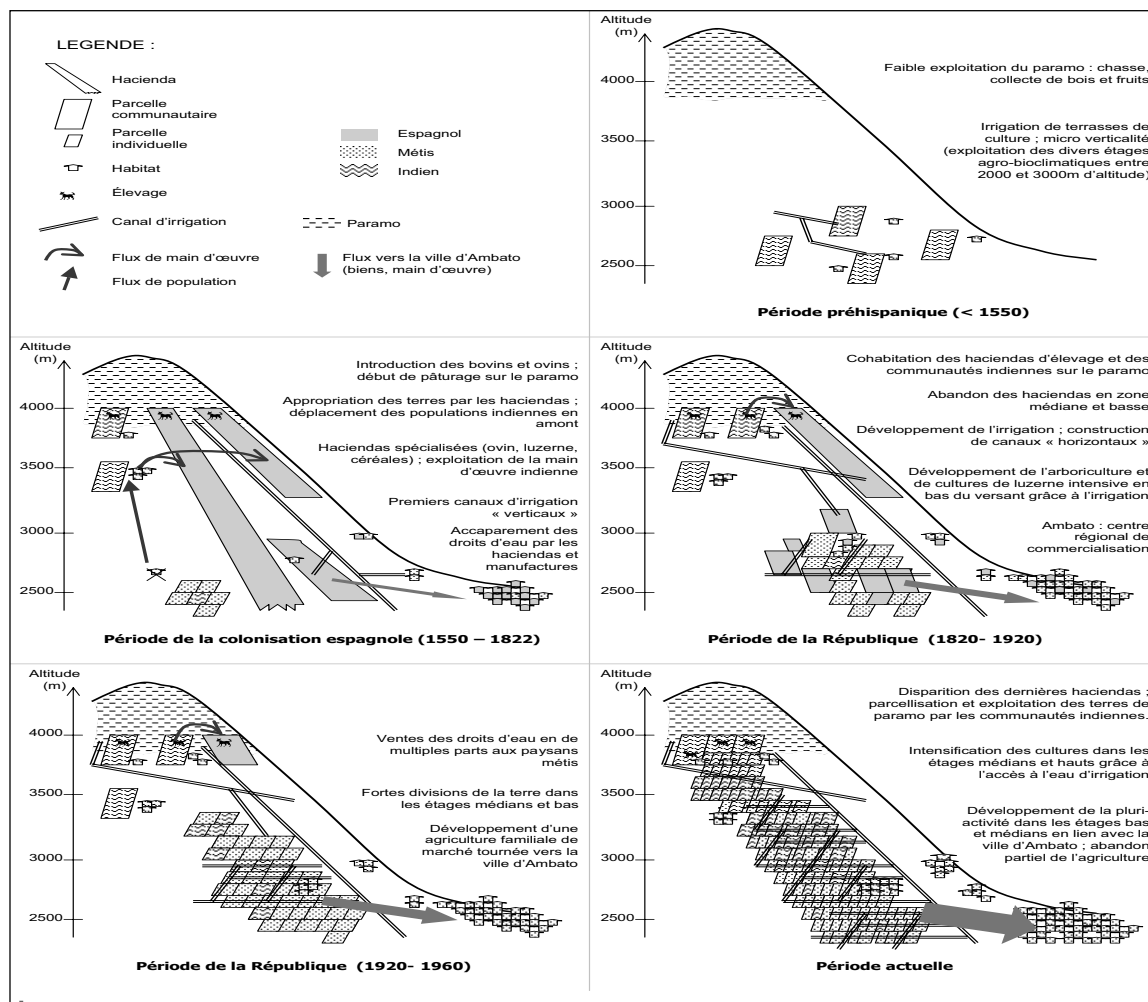 LEGENDE :
Hacienda
Parcelle
communautaire
Parcelle
individuelle
Habitat
Élevage
Canal d'irrigation
Flux de main d'œuvre
Flux de population
Espagnol
Métis
Indien
Paramo
Flux vers la ville d'Ambato
(biens, main d'œuvre)
Altitude
(m)
4000
3500
3000
2500
Faible exploitation du paramo : chasse,
collecte de bois et fruits
Irrigation de terrasses de
culture ; micro verticalité
(exploitation des divers étages
agro-bioclimatiques entre
2000 et 3000m d'altitude)
Période préhispanique (< 1550)
Altitude
(m)
4000
3500
3000
2500
Introduction des bovins et ovins ;
début de pâturage sur le paramo
Appropriation des terres par les haciendas ;
déplacement des populations indiennes en
amont
Haciendas spécialisées (ovin, luzerne,
céréales) ; exploitation de la main
d'œuvre indienne
Premiers canaux d'irrigation
« verticaux »
Accaparement des
droits d'eau par les
haciendas et
manufactures
Période de la colonisation espagnole (1550 – 1822)
Altitude
(m)
4000
3500
3000
2500
Cohabitation des haciendas d'élevage et des
communautés indiennes sur le paramo
Abandon des haciendas en zone
médiane et basse
Développement de l'irrigation ; construction
de canaux « horizontaux »
Développement de l'arboriculture et
de cultures de luzerne intensive en
bas du versant grâce à l'irrigation
Ambato : centre
régional de
commercialisation
Période de la République (1820- 1920)
Altitude
(m)
4000
3500
3000
2500
Ventes des droits d'eau en de
multiples parts aux paysans
métis
Fortes divisions de la terre dans
les étages médians et bas
Développement d'une
agriculture familiale de
marché tournée vers la
ville d'Ambato
Période de la République (1920- 1960)
Altitude
(m)
4000
3500
3000
2500
Disparition des dernières haciendas ;
parcellisation et exploitation des terres de
paramo par les communautés indiennes.
Intensification des cultures dans les
étages médians et hauts grâce à
l'accès à l'eau d'irrigation
Développement de la pluri-
activité dans les étages bas
et médians en lien avec la
ville d'Ambato ; abandon
partiel de l'agriculture
Période actuelle